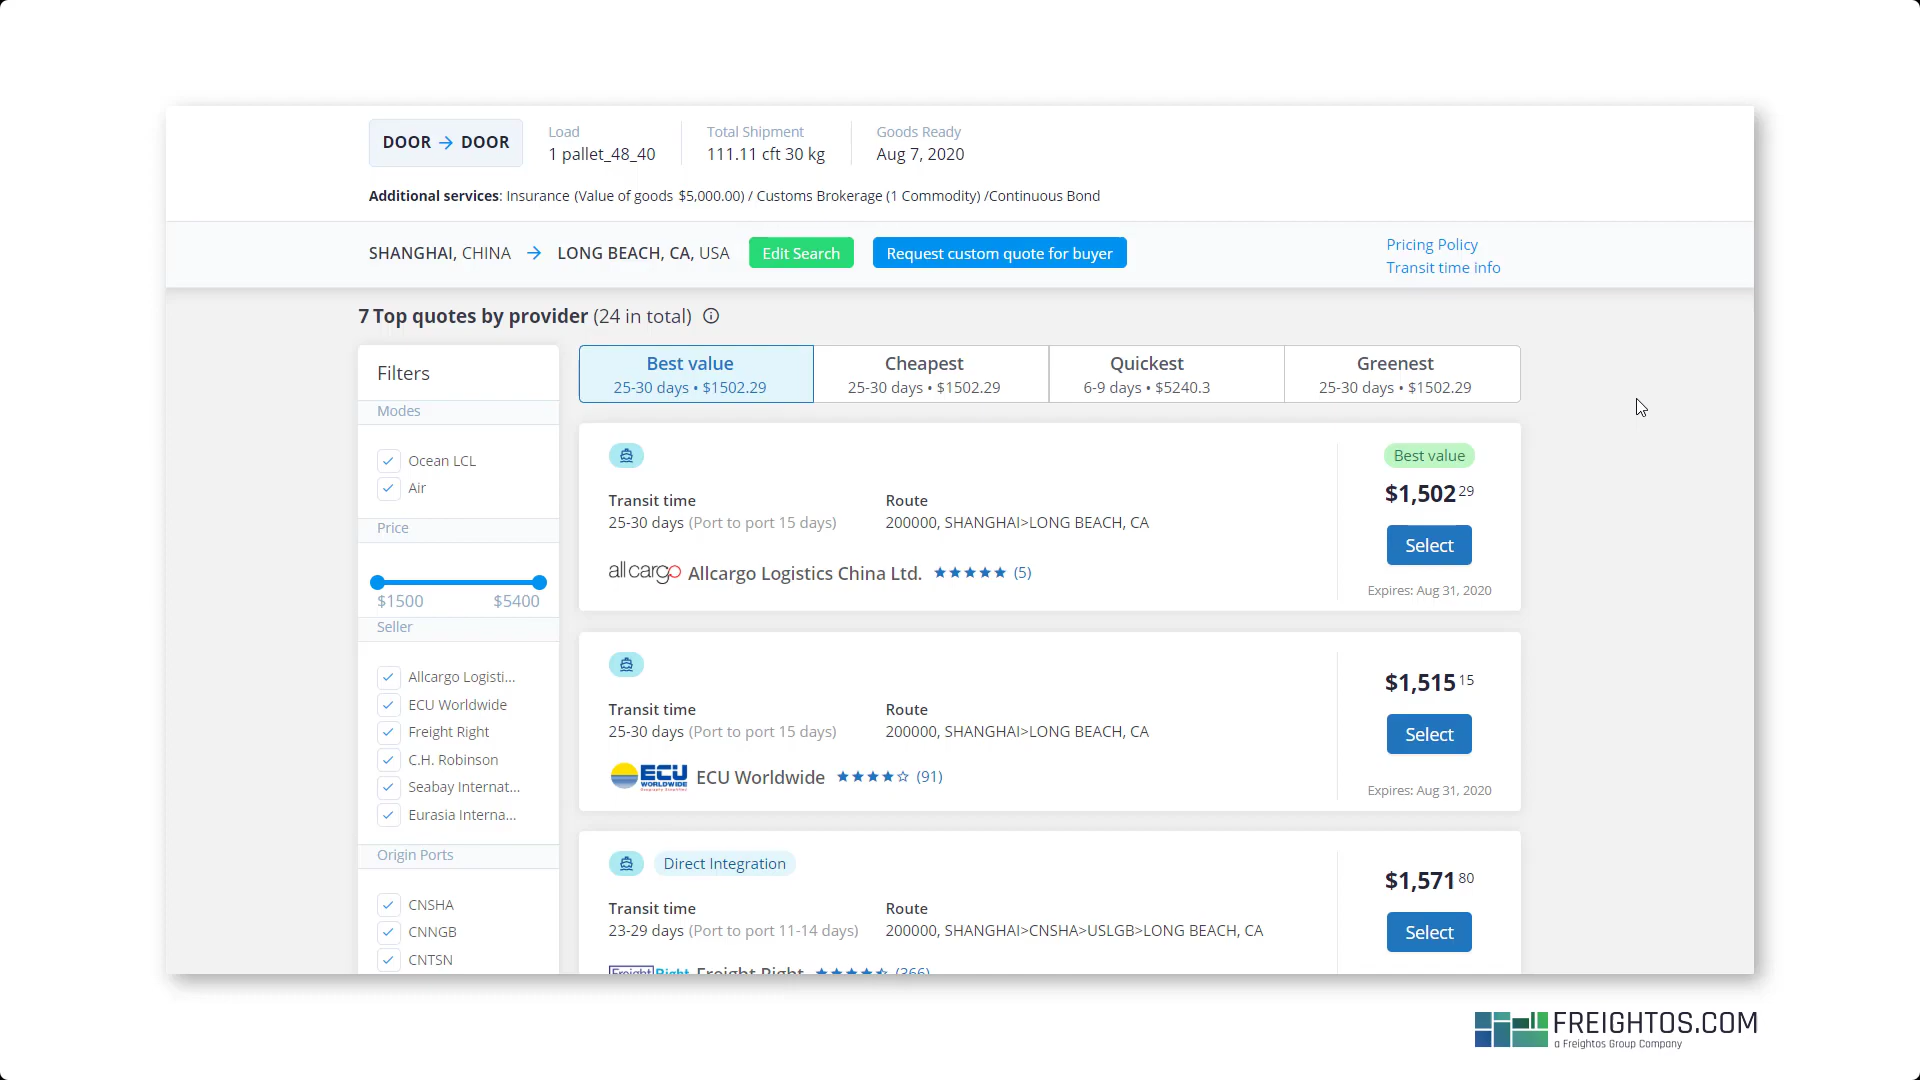 DOOR → DOOR
Load
1 pallet_48_40
Total Shipment
111.11 cft 30 kg
Goods Ready
Aug 7, 2020
Additional services: Insurance (Value of goods $5,000.00) / Customs Brokerage (1 Commodity) /Continuous Bond
SHANGHAI, CHINA → LONG BEACH, CA, USA
Edit Search
Request custom quote for buyer
Pricing Policy
Transit time info
7 Top quotes by provider (24 in total)
Filters
Modes
Ocean LCL
Air
Price
$1500 $5400
Seller
Allcargo Logisti...
ECU Worldwide
Freight Right
C.H. Robinson
Seabay Internat...
Eurasia Interna...
Origin Ports
CNSHA
CNNGB
CNTSN
Best value
25-30 days • $1502.29
Cheapest
25-30 days • $1502.29
Quickest
6-9 days • $5240.3
Greenest
25-30 days • $1502.29
Transit time
25-30 days (Port to port 15 days)
Route
200000, SHANGHAI>LONG BEACH, CA
allcargo Allcargo Logistics China Ltd. ★★★★★ (5)
Best value
$1,502 29
Select
Expires: Aug 31, 2020
Transit time
25-30 days (Port to port 15 days)
Route
200000, SHANGHAI>LONG BEACH, CA
ECU
WORLDWIDE
ECU Worldwide ★★★★☆ (91)
$1,515 15
Select
Expires: Aug 31, 2020
Direct Integration
Transit time
23-29 days (Port to port 11-14 days)
Route
200000, SHANGHAI>CNSHA>USLGB>LONG BEACH, CA
Freight Right Freight Right (366)
$1,571 80
Select
FREIGHTOS.COM
a Freightos Group Company